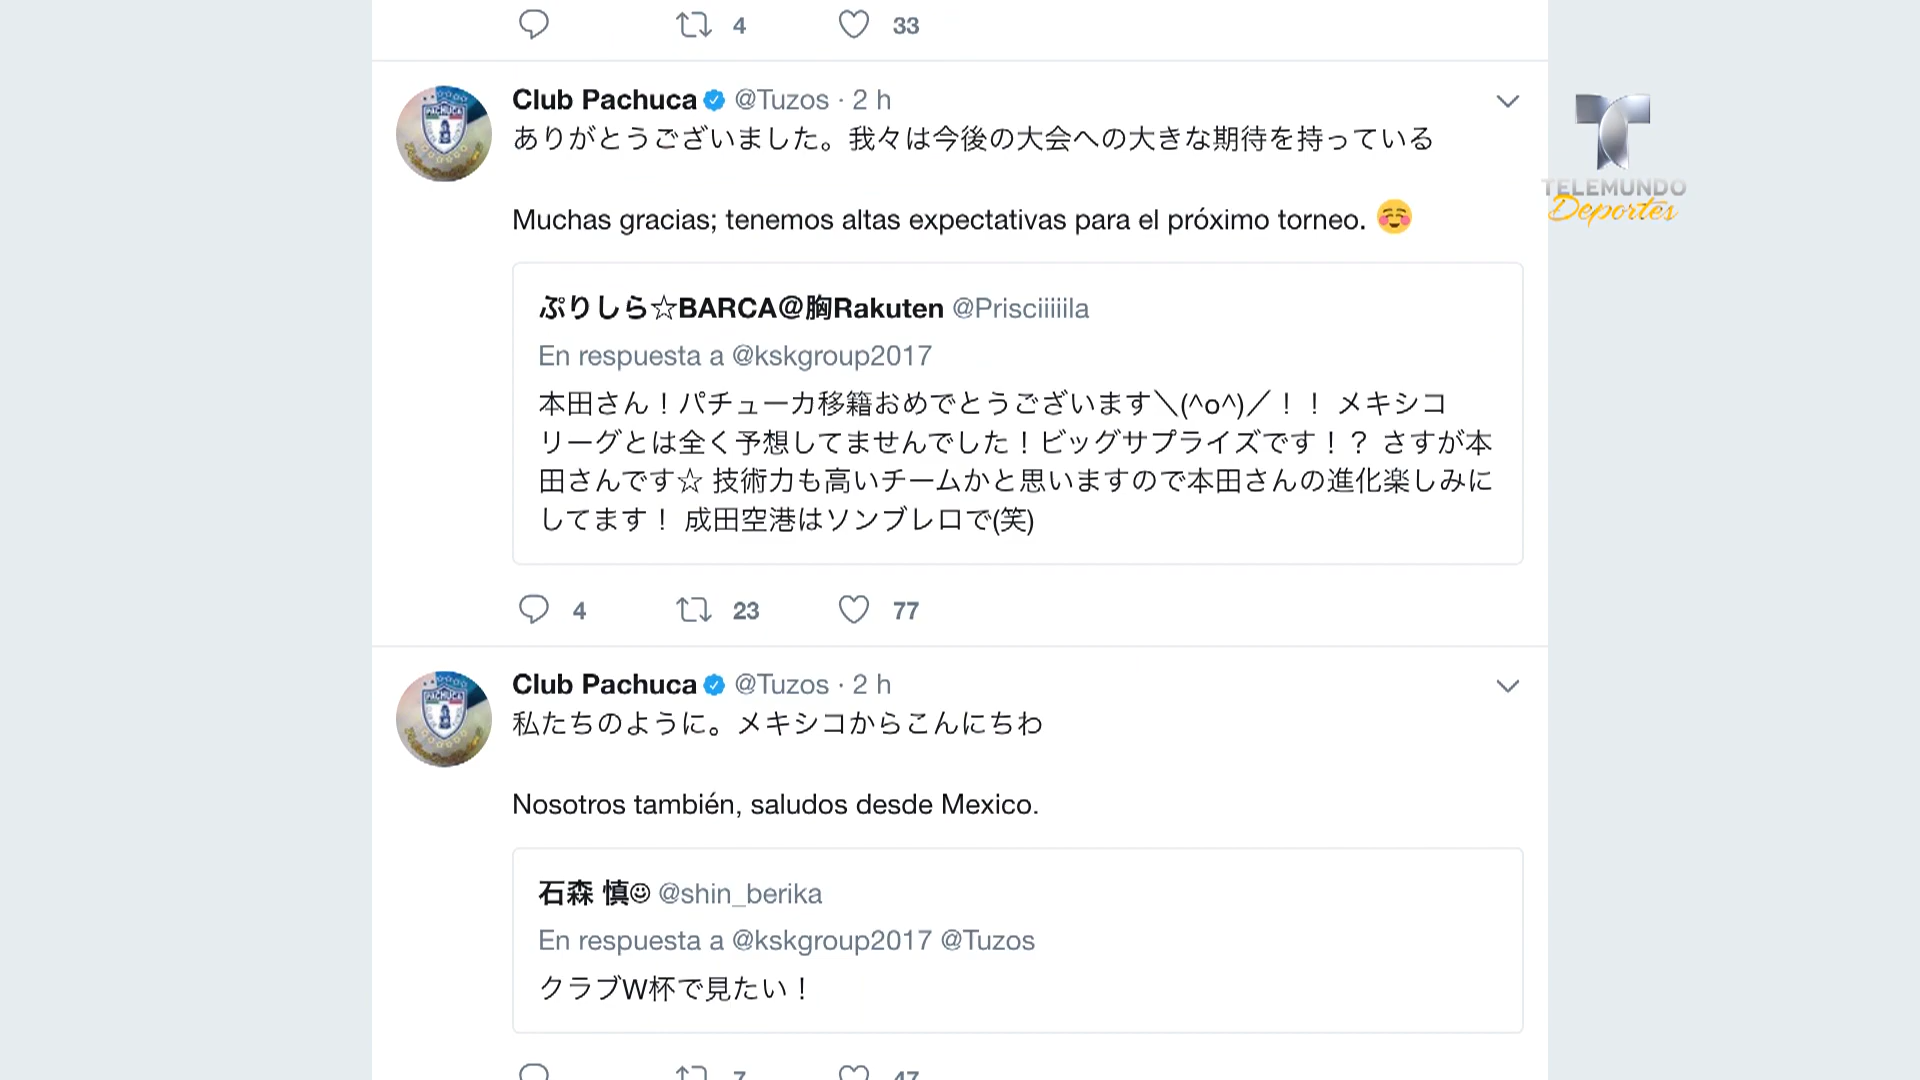 4 33
Club Pachuca @Tuzos · 2 h
ありがとうございました。我々は今後の大会への大きな期待を持っている
Muchas gracias; tenemos altas expectativas para el próximo torneo. ☺️
ぷりしら☆BARCA@胸Rakuten @Prisciiiiila
En respuesta a @kskgroup2017
本田さん！パチューカ移籍おめでとうございます＼(^o^)／！！ メキシコ
リーグとは全く予想してませんでした！ビッグサプライズです！？ さすが本
田さんです☆ 技術力も高いチームかと思いますので本田さんの進化楽しみに
してます！ 成田空港はソンブレロで(笑)
4 23 77
Club Pachuca @Tuzos · 2 h
私たちのように。メキシコからこんにちわ
Nosotros también, saludos desde Mexico.
石森 慎☺ @shin_berika
En respuesta a @kskgroup2017 @Tuzos
クラブW杯で見たい！
7 47
TELEMUNDO
Deportes
PACHUCA
PACHUCA